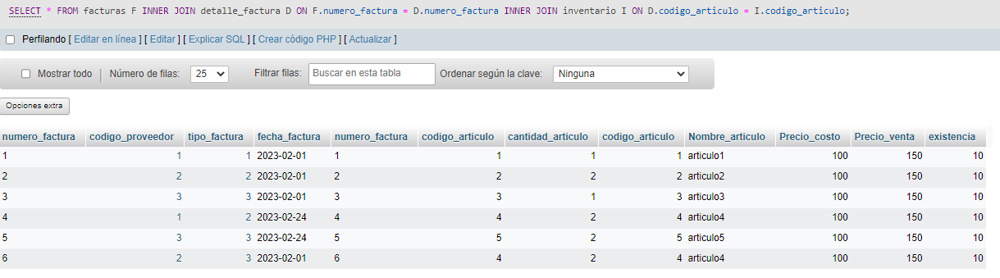 SELECT * FROM facturas F INNER JOIN detalle_factura D ON F.numero_factura = D.numero_factura INNER JOIN inventario I ON D.codigo_articulo = I.codigo_articulo;
Perfilando [ Editar en línea ] [ Editar ] [ Explicar SQL ] [ Crear código PHP ] [ Actualizar ]
Mostrar todo | Número de filas: 25 Filtrar filas: Buscar en esta tabla Ordenar según la clave: Ninguna
Opciones extra
numero_factura codigo_proveedor tipo_factura fecha_factura numero_factura codigo_articulo cantidad_articulo codigo_articulo Nombre_articulo Precio_costo Precio_venta existencia
1 1 1 2023-02-01 1 1 1 1 articulo1 100 150 10
2 2 2 2023-02-01 2 2 2 2 articulo2 100 150 10
3 3 3 2023-02-01 3 3 1 3 articulo3 100 150 10
4 1 2 2023-02-24 4 4 2 4 articulo4 100 150 10
5 3 3 2023-02-24 5 5 2 5 articulo5 100 150 10
6 2 3 2023-02-01 6 4 2 4 articulo4 100 150 10